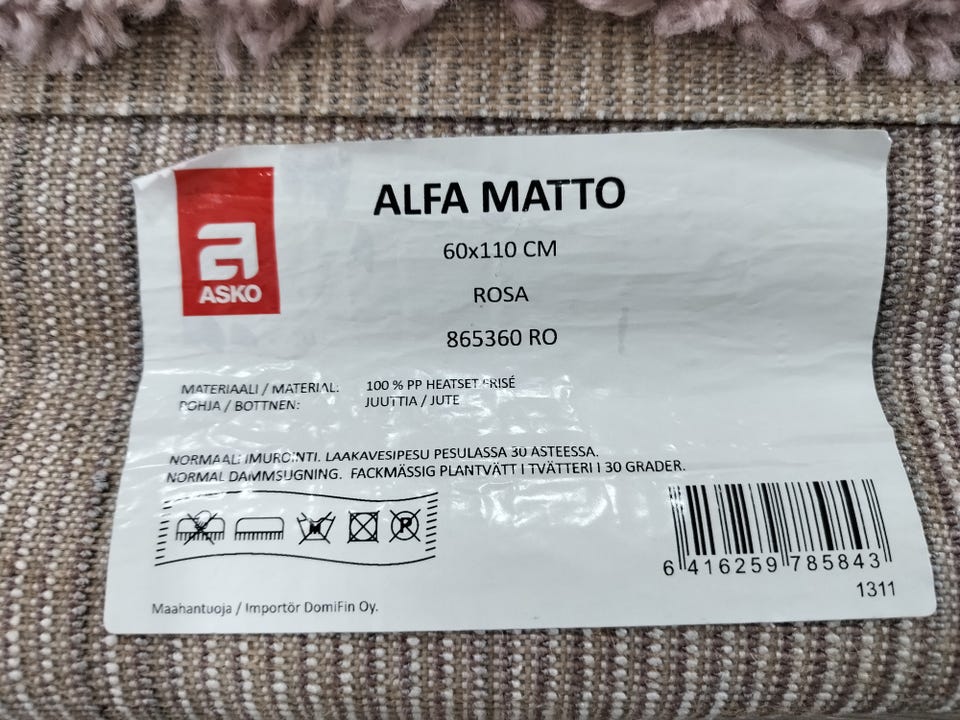 ALFA MATTO
60x110 CM
ASKO
ROSA
865360 RO
MATERIAALI / MATERIAL: 100 % PP HEATSET FRISÉ
POHJA / BOTTNEN: JUUTTIA / JUTE
NORMAALI IMUROINTI. LAAKAVESIPESU PESULASSA 30 ASTEESSA.
NORMAL DAMMSUGNING. FACKMÄSSIG PLANTVÄTT I TVÄTTERI I 30 GRADER.
P
6 416259 785843
1311
Maahantuoja / Importör DomiFin Oy.